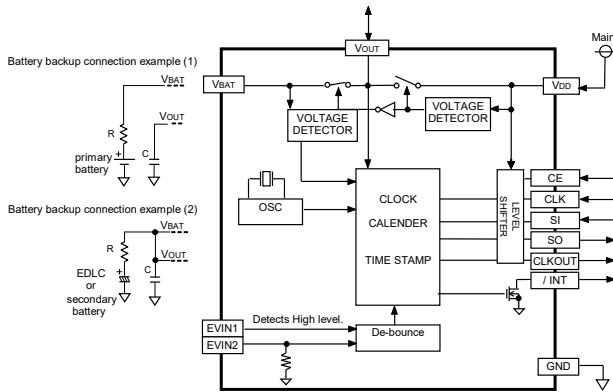 VOUT
Main
Battery backup connection example (1)
VBAT
VOUT
R
C
+
primary
battery
VBAT
VDD
VOLTAGE
DETECTOR
VOLTAGE
DETECTOR
OSC
CLOCK
CALENDER
TIME STAMP
LEVEL
SHIFTER
CE
CLK
SI
SO
CLKOUT
/ INT
Battery backup connection example (2)
VBAT
VOUT
R
C
+
EDLC
or
secondary
battery
EVIN1
Detects High level.
EVIN2
De-bounce
GND